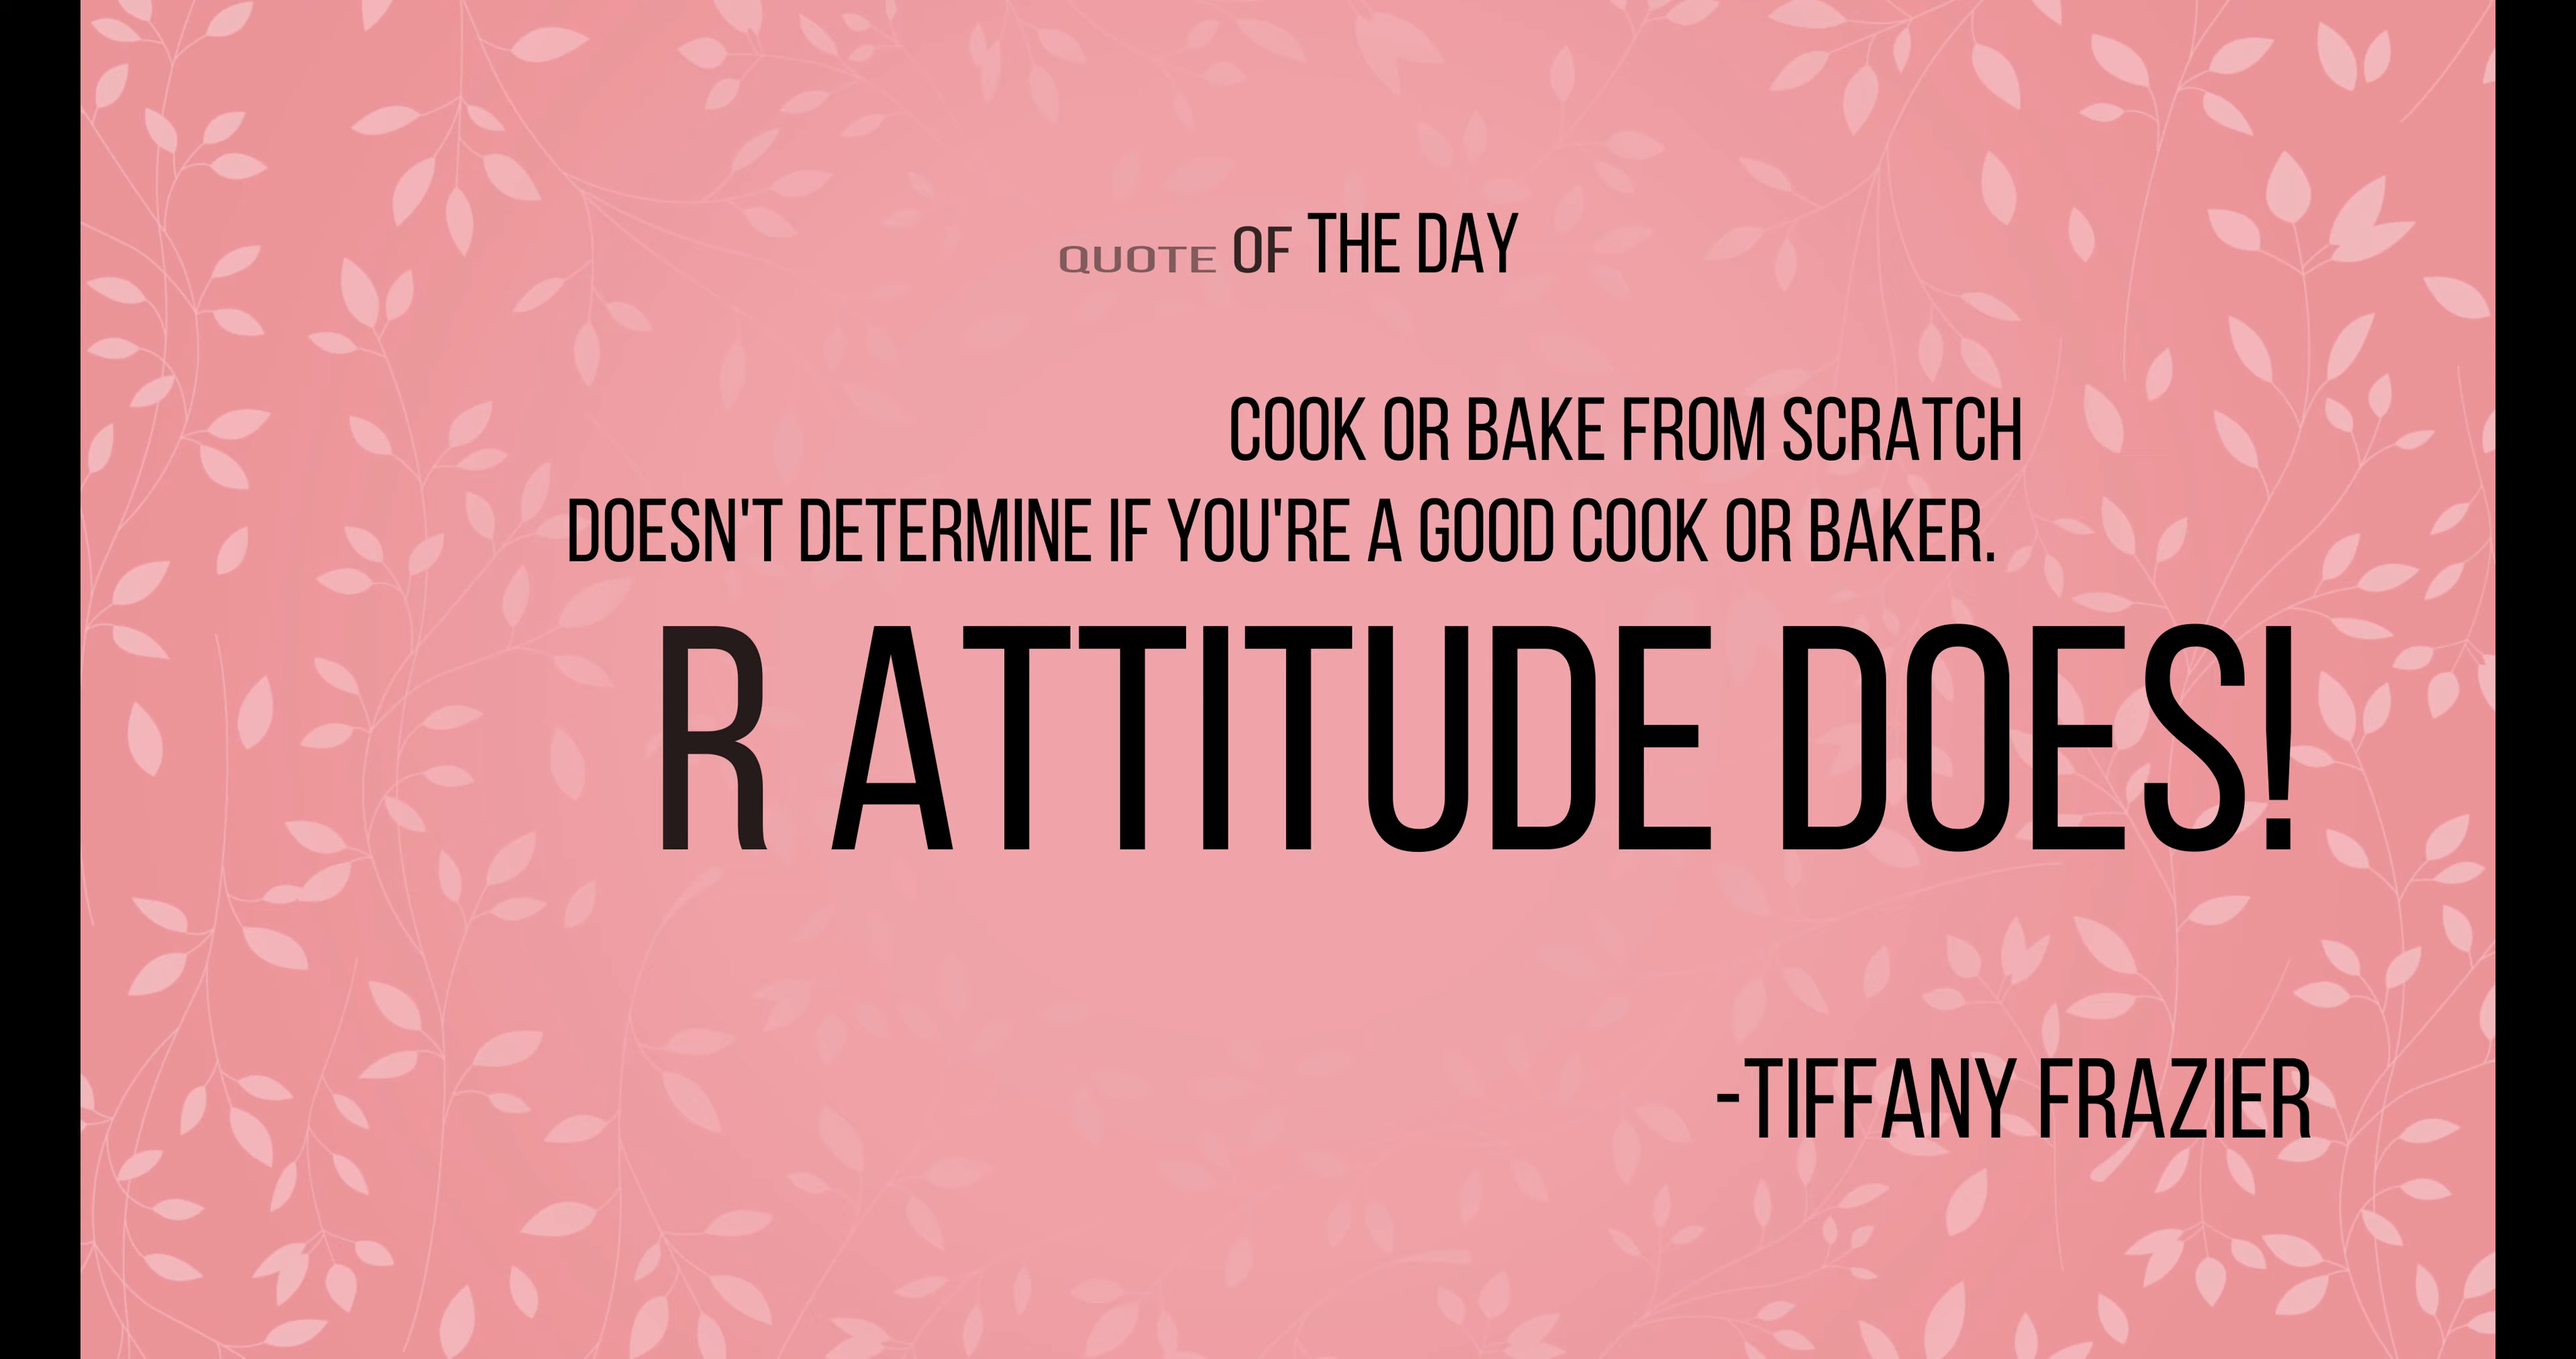 QUOTE OF THE DAY
COOK OR BAKE FROM SCRATCH
DOESN'T DETERMINE IF YOU'RE A GOOD COOK OR BAKER.
R ATTITUDE DOES!
-TIFFANY FRAZIER